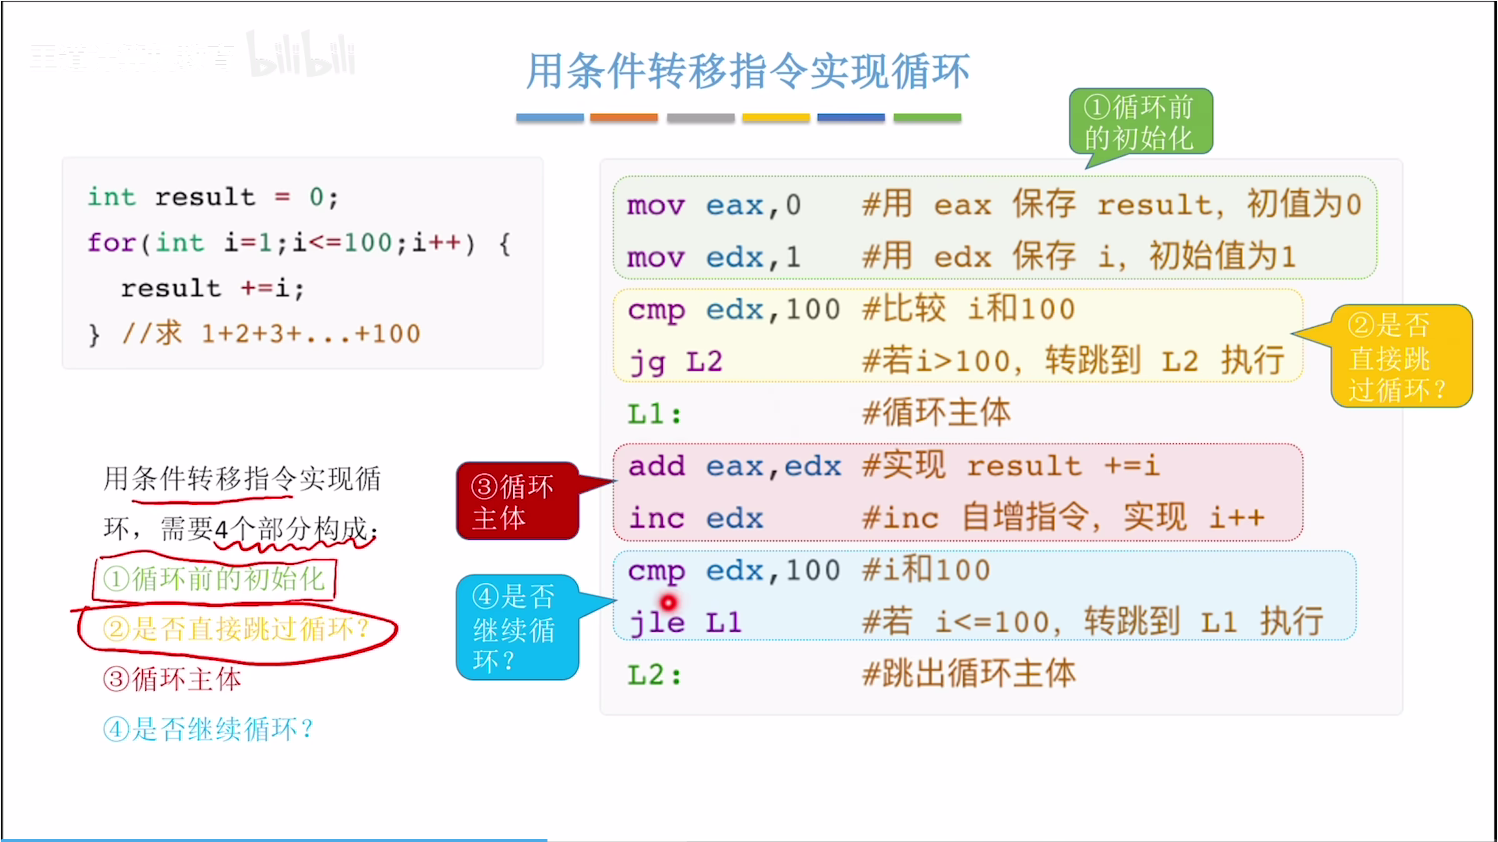 bilibili
用条件转移指令实现循环
①循环前
的初始化
int result = 0;
for(int i=1;i<=100;i++) {
result +=i;
} //求 1+2+3+...+100
mov eax,0 #用 eax 保存 result, 初值为0
mov edx,1 #用 edx 保存 i, 初始值为1
cmp edx,100 #比较 i和100
jg L2 #若i>100, 转跳到 L2 执行
②是否
直接跳
过循环？
L1: #循环主体
③循环
主体
add eax,edx #实现 result +=i
inc edx #inc 自增指令, 实现 i++
④是否
继续循
环？
cmp edx,100 #i和100
jle L1 #若 i<=100, 转跳到 L1 执行
L2: #跳出循环主体
用条件转移指令实现循
环，需要4个部分构成：
①循环前的初始化
②是否直接跳过循环？
③循环主体
④是否继续循环？